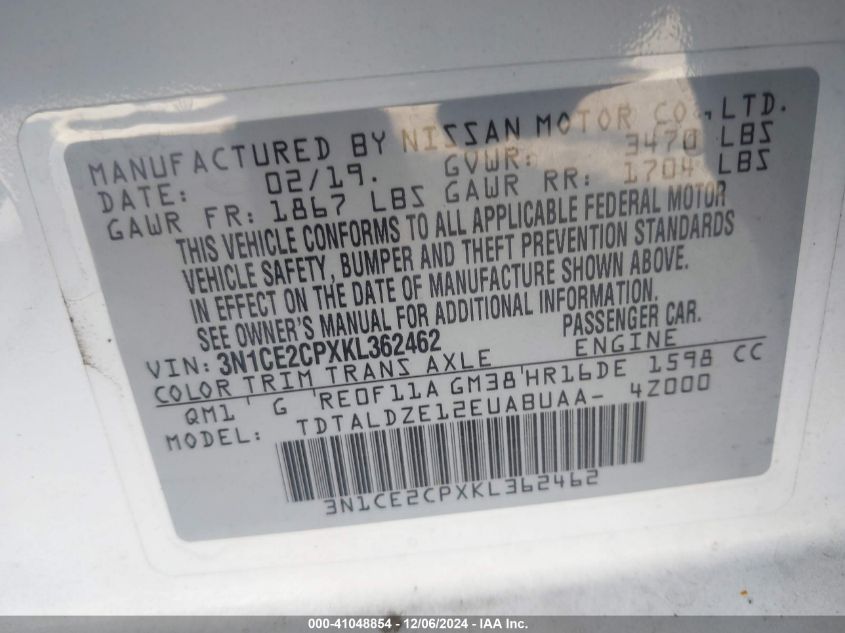 MANUFACTURED BY NISSAN MOTOR CO.,LTD.
DATE: 02/19. GVWR: 3470 LBS
GAWR FR: 1867 LBS GAWR RR: 1704 LBS
THIS VEHICLE CONFORMS TO ALL APPLICABLE FEDERAL MOTOR
VEHICLE SAFETY, BUMPER AND THEFT PREVENTION STANDARDS
IN EFFECT ON THE DATE OF MANUFACTURE SHOWN ABOVE.
SEE OWNER'S MANUAL FOR ADDITIONAL INFORMATION.
VIN: 3N1CE2CPXKL362462 PASSENGER CAR.
COLOR TRIM TRANS AXLE ENGINE
QM1 ' G 'RE0F11A GM38'HR16DE 1598 CC
MODEL: TDTALDZE12EUABUAA- 4Z000
3N1CE2CPXKL362462
000-41048854 - 12/06/2024 - IAA Inc.